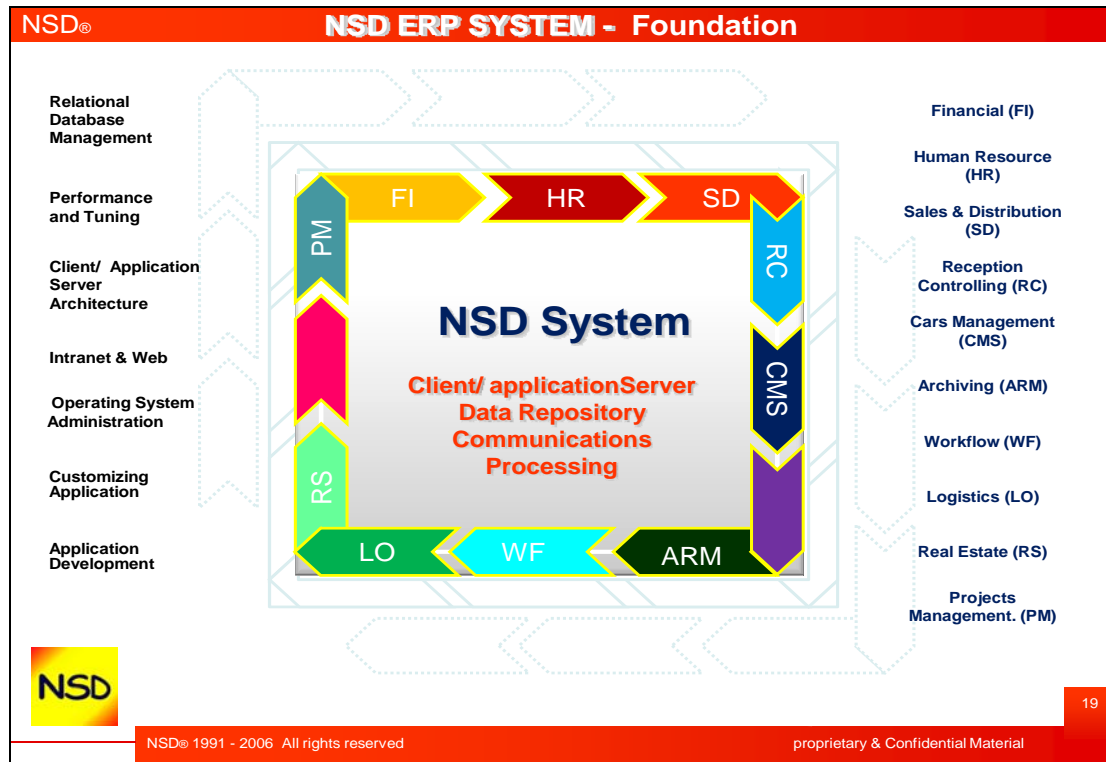 NSD®
NSD ERP SYSTEM - Foundation
Relational
Database
Management
Performance
and Tuning
Client/ Application
Server
Architecture
Intranet & Web
Operating System
Administration
Customizing
Application
Application
Development
FI
HR
SD
PM
RC
CMS
RS
LO
WF
ARM
NSD System
Client/ applicationServer
Data Repository
Communications
Processing
Financial (FI)
Human Resource
(HR)
Sales & Distribution
(SD)
Reception
Controlling (RC)
Cars Management
(CMS)
Archiving (ARM)
Workflow (WF)
Logistics (LO)
Real Estate (RS)
Projects
Management. (PM)
NSD
19
NSD® 1991 - 2006 All rights reserved
proprietary & Confidential Material